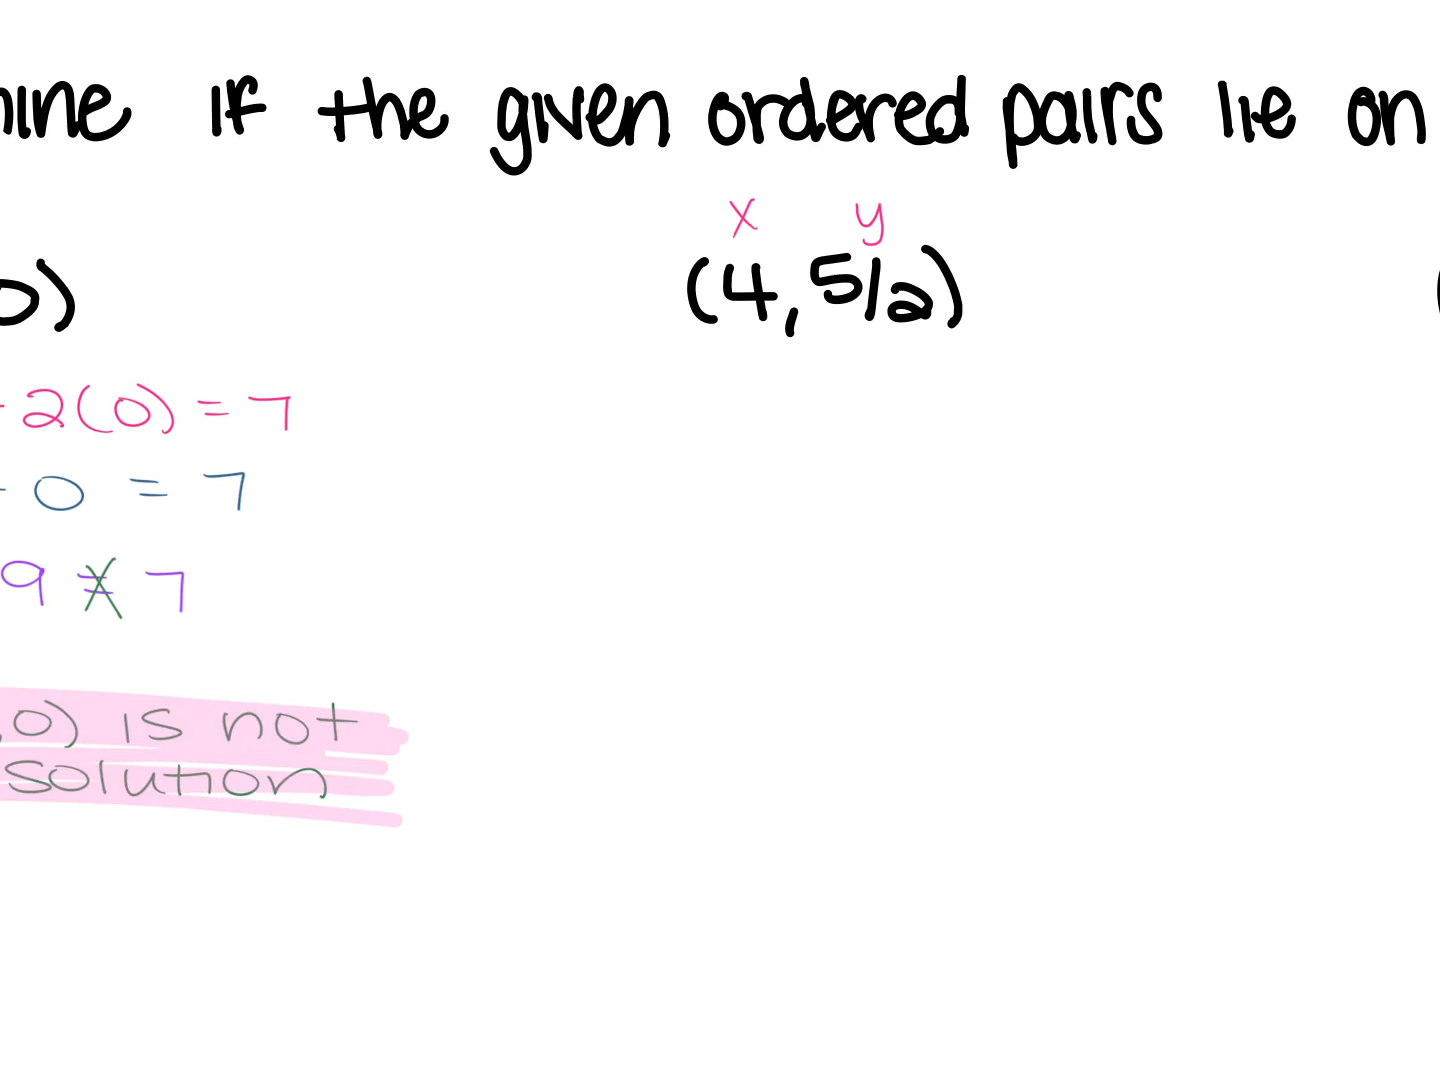 if the given ordered pairs lie on
x y
0) (4, 5/2) (
2(0) = 7
0 = 7
9 = 7
,0) is not
solution